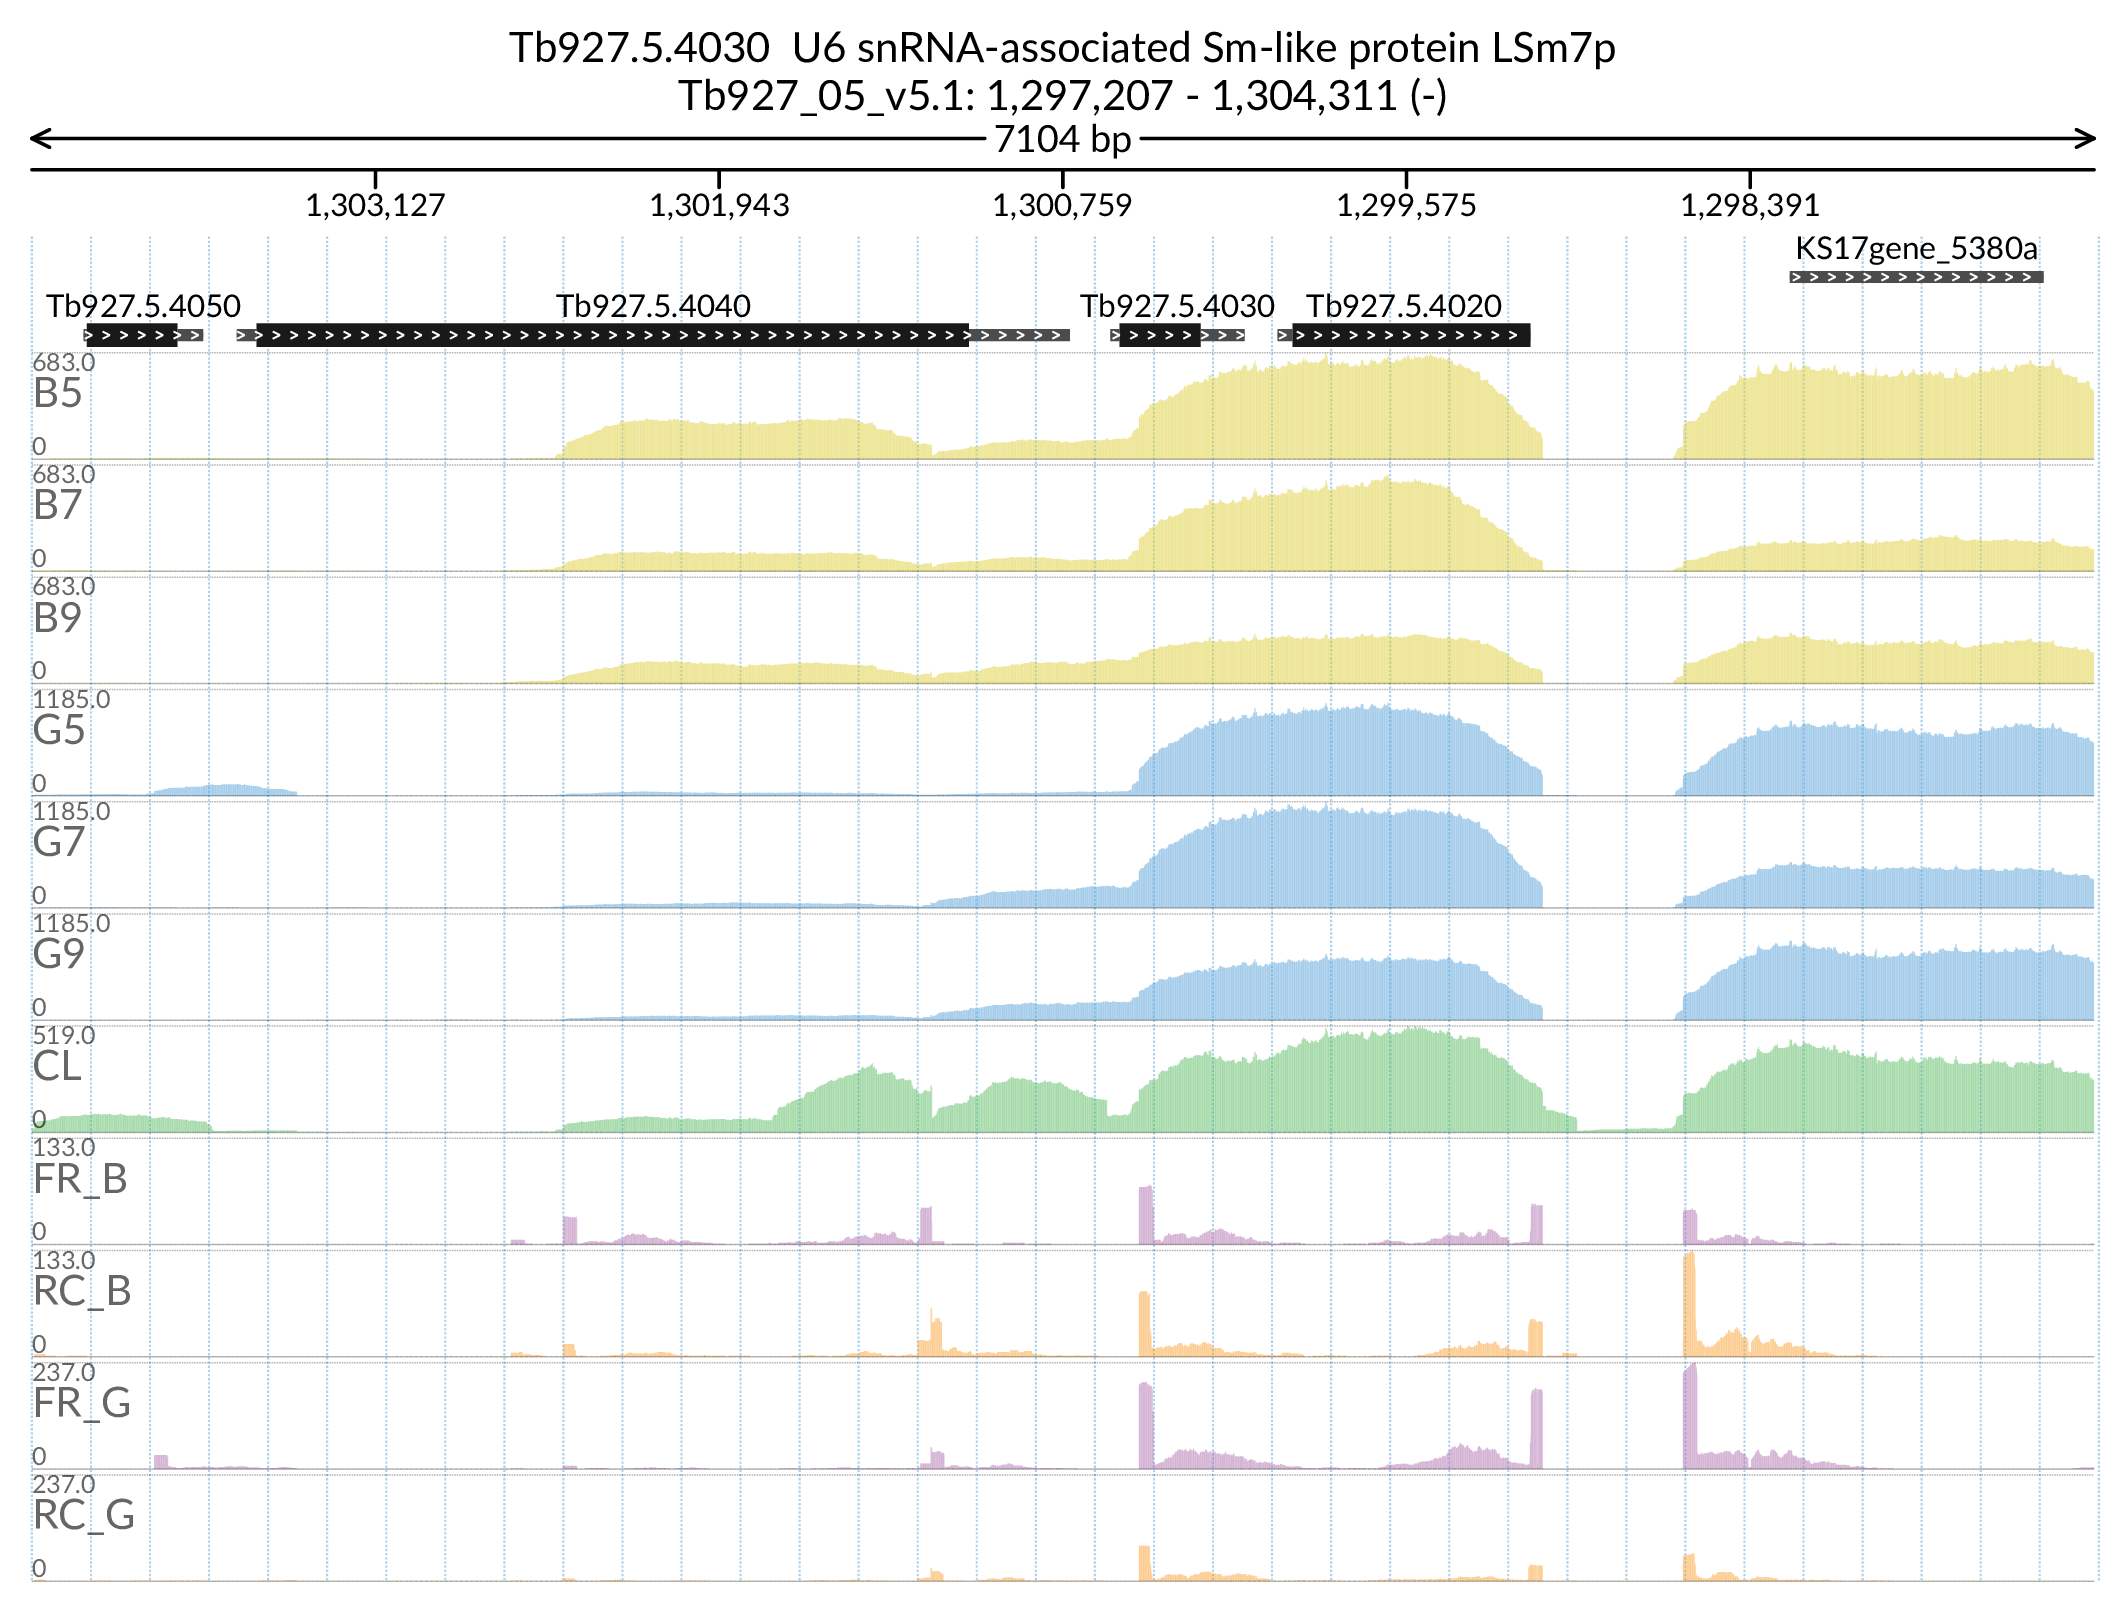 Tb927.5.4030  U6 snRNA-associated Sm-like protein LSm7p
Tb927_05_v5.1: 1,297,207 - 1,304,311 (-)
7104 bp
1,303,127 1,301,943 1,300,759 1,299,575 1,298,391
KS17gene_5380a
Tb927.5.4050 Tb927.5.4040 Tb927.5.4030 Tb927.5.4020
683.0
B5
0
683.0
B7
0
683.0
B9
0
1185.0
G5
0
1185.0
G7
0
1185.0
G9
0
519.0
CL
0
133.0
FR_B
0
133.0
RC_B
0
237.0
FR_G
0
237.0
RC_G
0